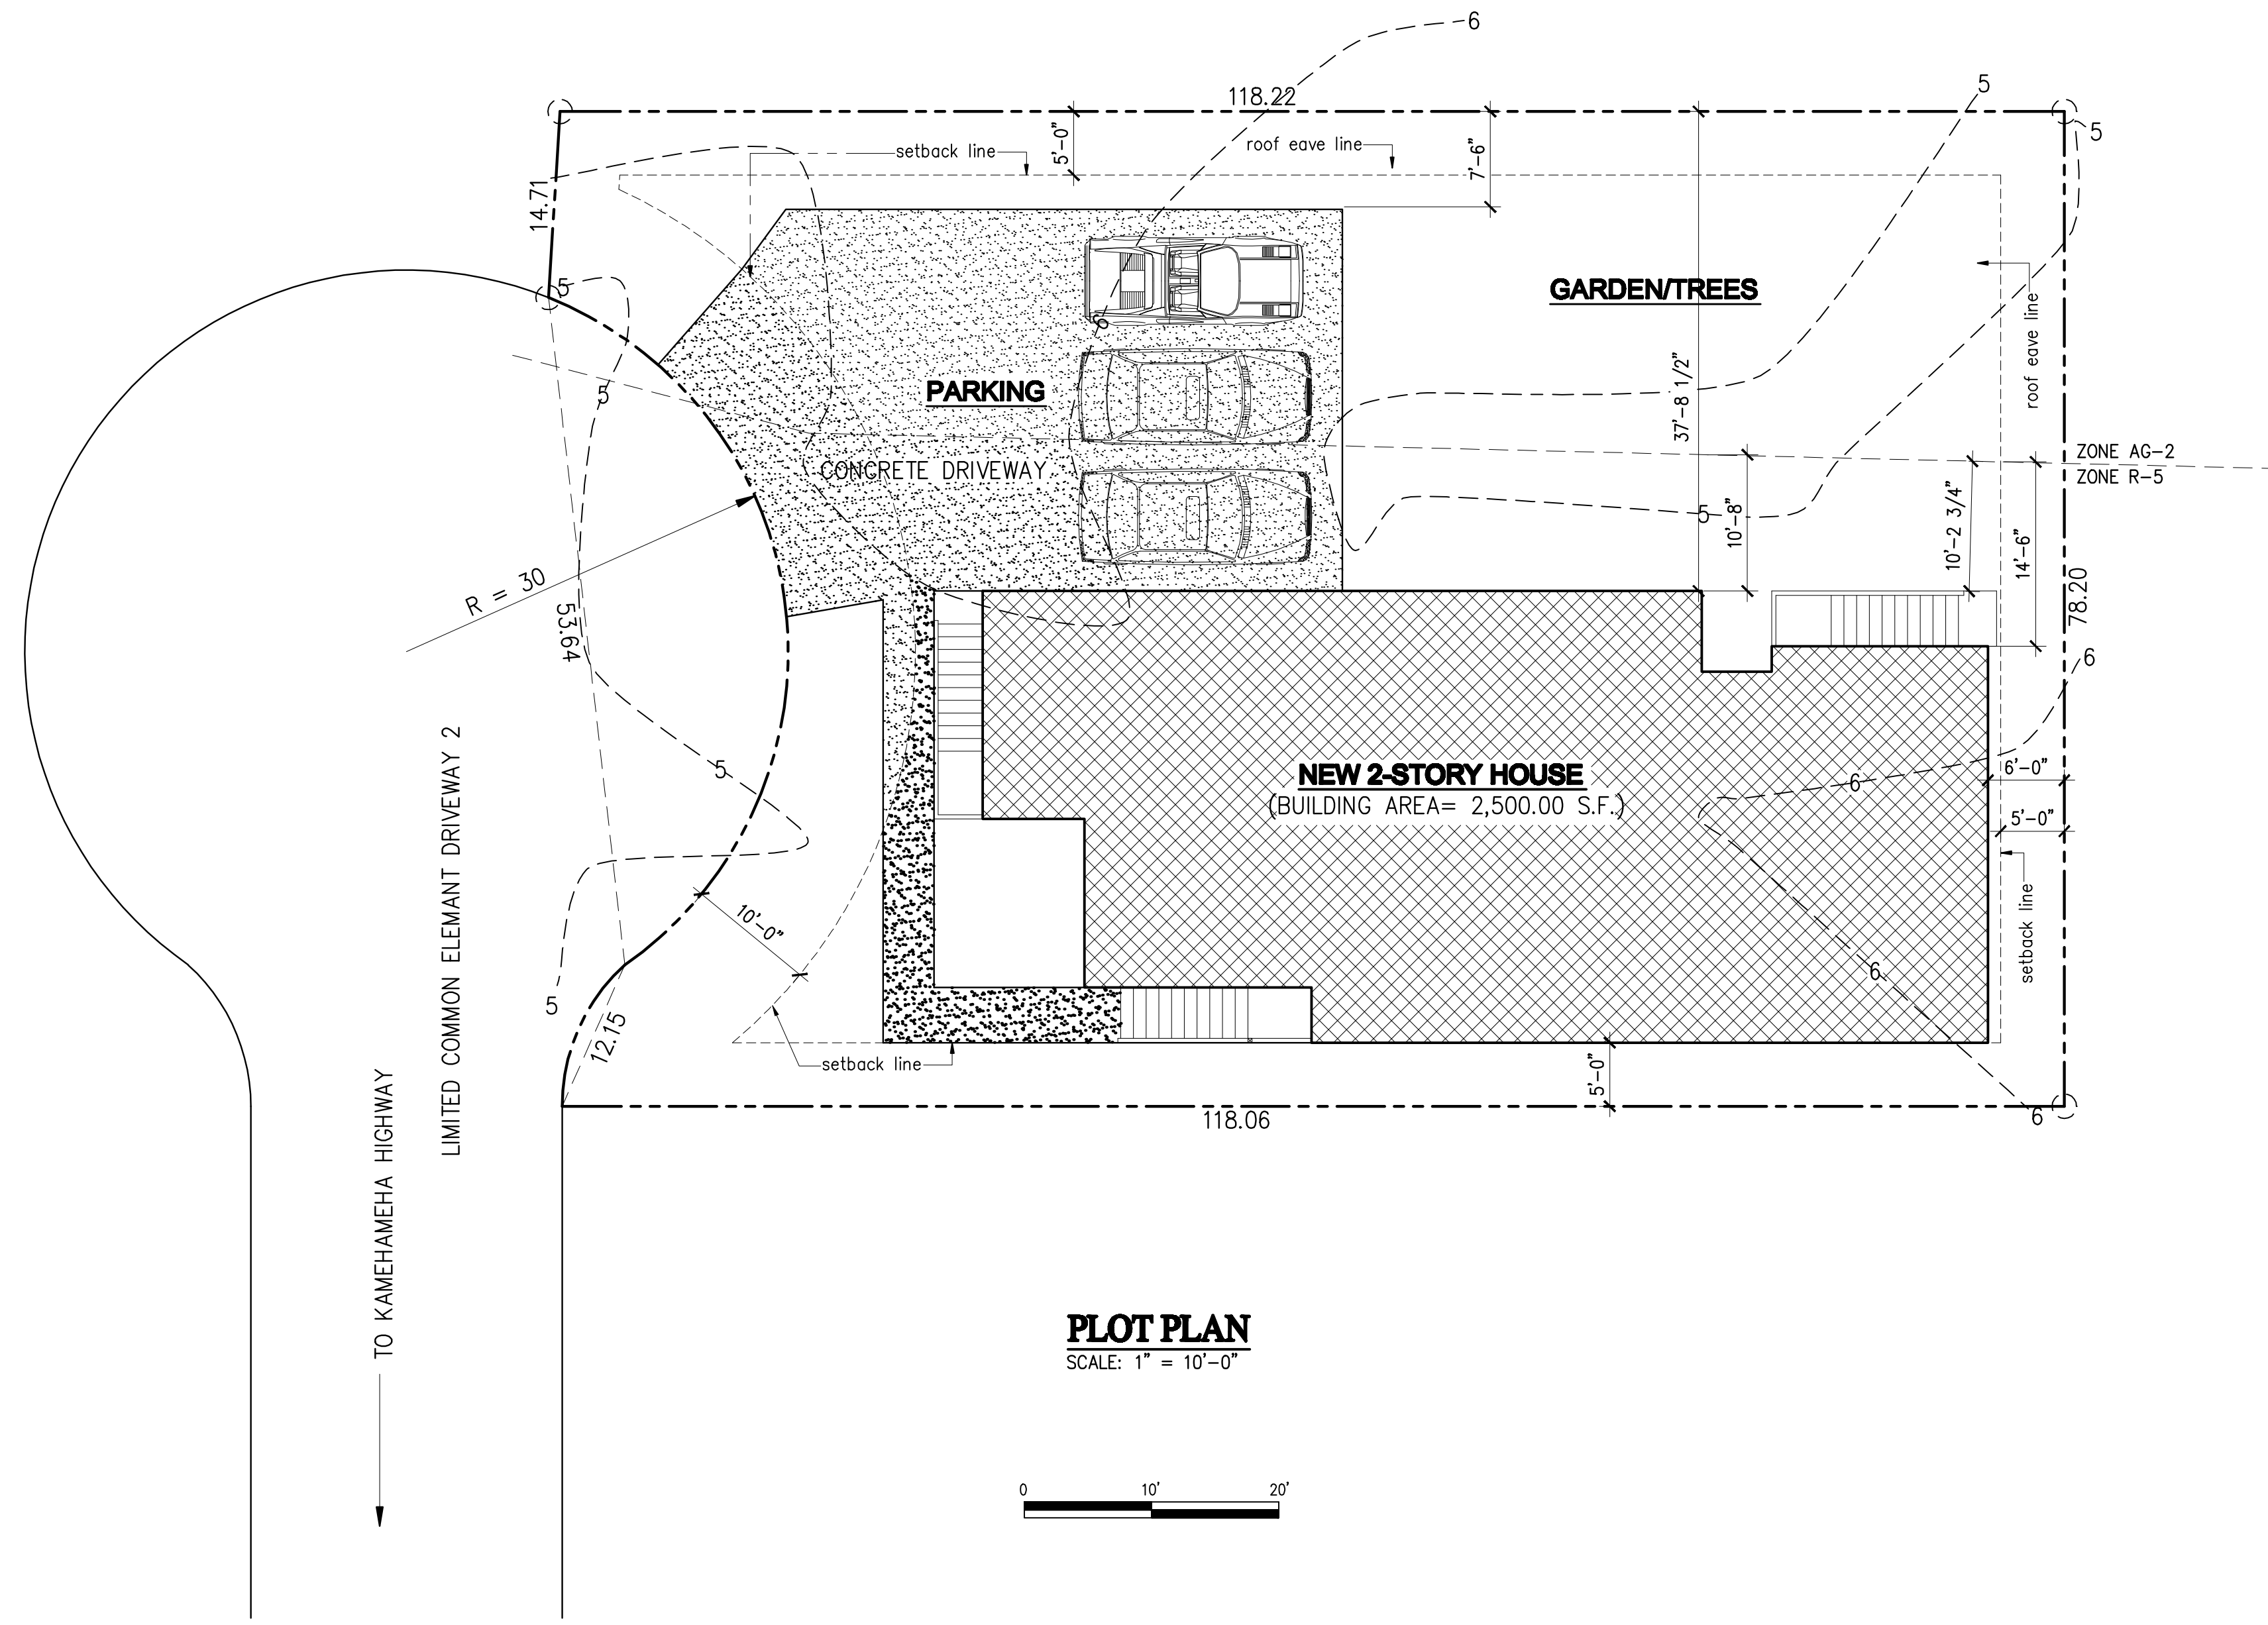 6
118.22
5
5
setback line
roof eave line
5'-0"
7'-6"
14.71
5
GARDEN/TREES
roof eave line
PARKING
5
6
37'-8 1/2"
CONCRETE DRIVEWAY
ZONE AG-2
ZONE R-5
10'-8"
5
10'-2 3/4"
14'-6"
78.20
R = 30
53.64
6
5
NEW 2-STORY HOUSE
(BUILDING AREA= 2,500.00 S.F.)
6
6'-0"
5'-0"
10'-0"
setback line
6
5
12.15
setback line
5'-0"
118.06
6
LIMITED COMMON ELEMANT DRIVEWAY 2
TO KAMEHAMEHA HIGHWAY
PLOT PLAN
SCALE: 1" = 10'-0"
0
10'
20'